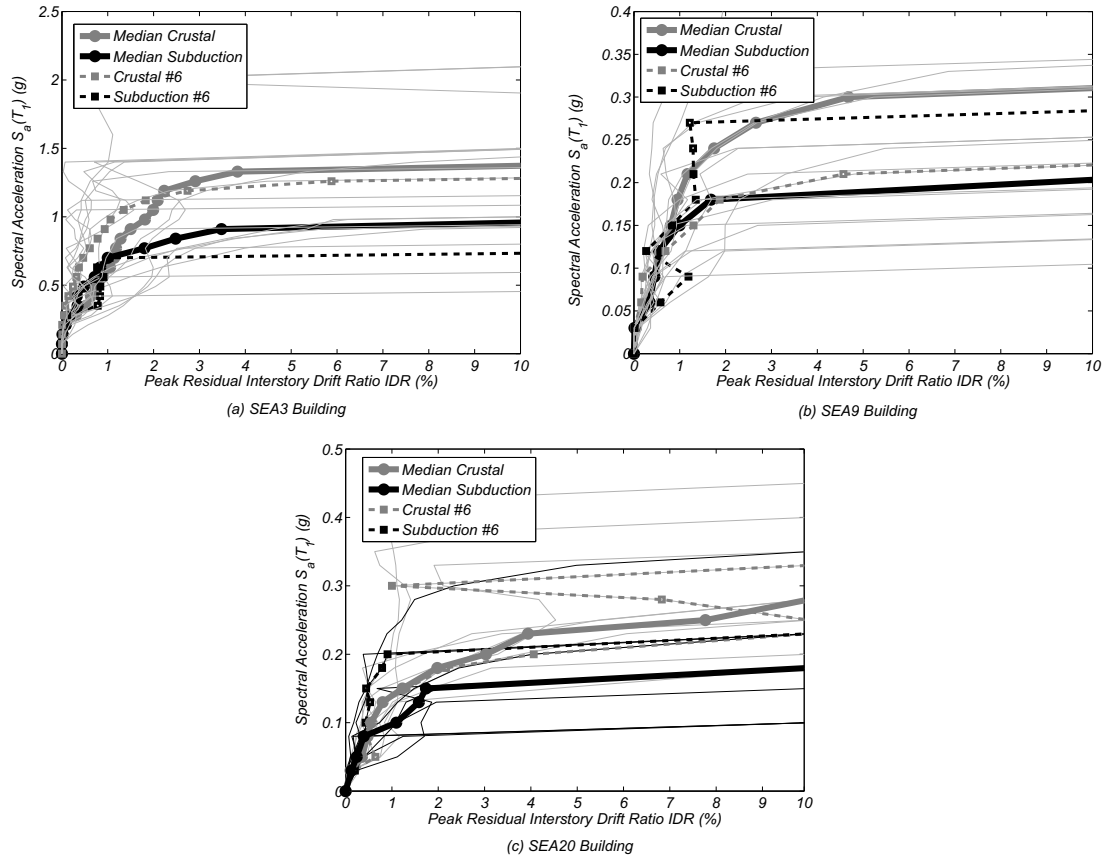 2.5
2
1.5
1
0.5
0
Spectral Acceleration Sa(T1) (g)
Median Crustal
Median Subduction
Crustal #6
Subduction #6
0 1 2 3 4 5 6 7 8 9 10
Peak Residual Interstory Drift Ratio IDR (%)
(a) SEA3 Building
0.4
0.35
0.3
0.25
0.2
0.15
0.1
0.05
0
Spectral Acceleration Sa(T1) (g)
Median Crustal
Median Subduction
Crustal #6
Subduction #6
0 1 2 3 4 5 6 7 8 9 10
Peak Residual Interstory Drift Ratio IDR (%)
(b) SEA9 Building
0.5
0.4
0.3
0.2
0.1
0
Spectral Acceleration Sa(T1) (g)
Median Crustal
Median Subduction
Crustal #6
Subduction #6
0 1 2 3 4 5 6 7 8 9 10
Peak Residual Interstory Drift Ratio IDR (%)
(c) SEA20 Building